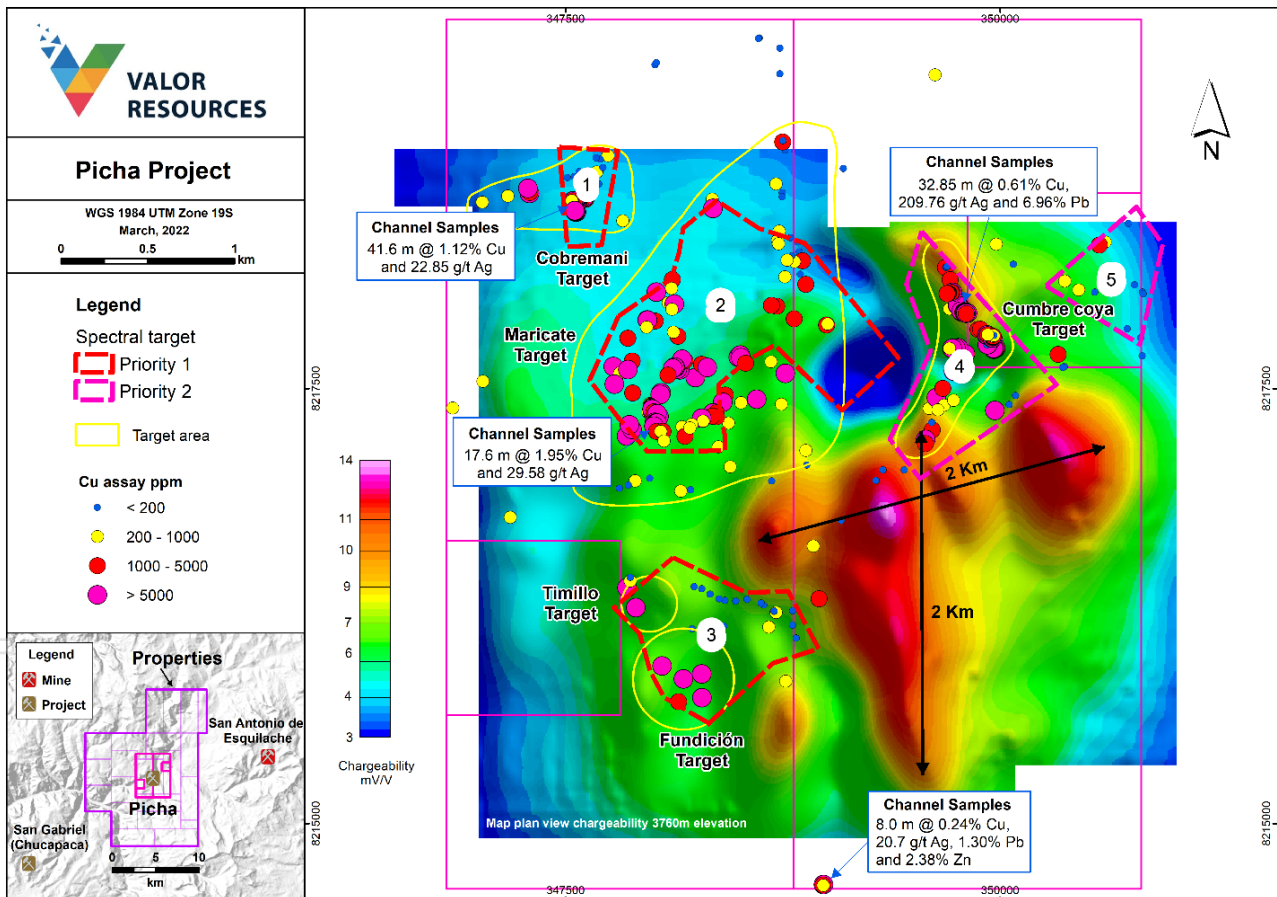 VALOR
RESOURCES
Picha Project
WGS 1984 UTM Zone 19S
March, 2022
0 0.5 1
km
Legend
Spectral target
Priority 1
Priority 2
Target area
Cu assay ppm
< 200
200 - 1000
1000 - 5000
> 5000
Legend
Mine
Project
Properties
San Antonio de
Esquilache
Picha
San Gabriel
(Chucapaca)
0 5 10
km
347500
350000
N
Channel Samples
32.85 m @ 0.61% Cu,
209.76 g/t Ag and 6.96% Pb
1
Channel Samples
41.6 m @ 1.12% Cu
and 22.85 g/t Ag
Cobremani
Target
2
5
Cumbre coya
Target
Maricate
Target
4
8217500
8217500
Channel Samples
17.6 m @ 1.95% Cu
and 29.58 g/t Ag
2 Km
14
11
10
9
7
6
5
4
3
Chargeability
mV/V
Timillo
Target
2 Km
3
Fundición
Target
Channel Samples
8.0 m @ 0.24% Cu,
20.7 g/t Ag, 1.30% Pb
and 2.38% Zn
Map plan view chargeability 3760m elevation
8215000
8215000
347500
350000